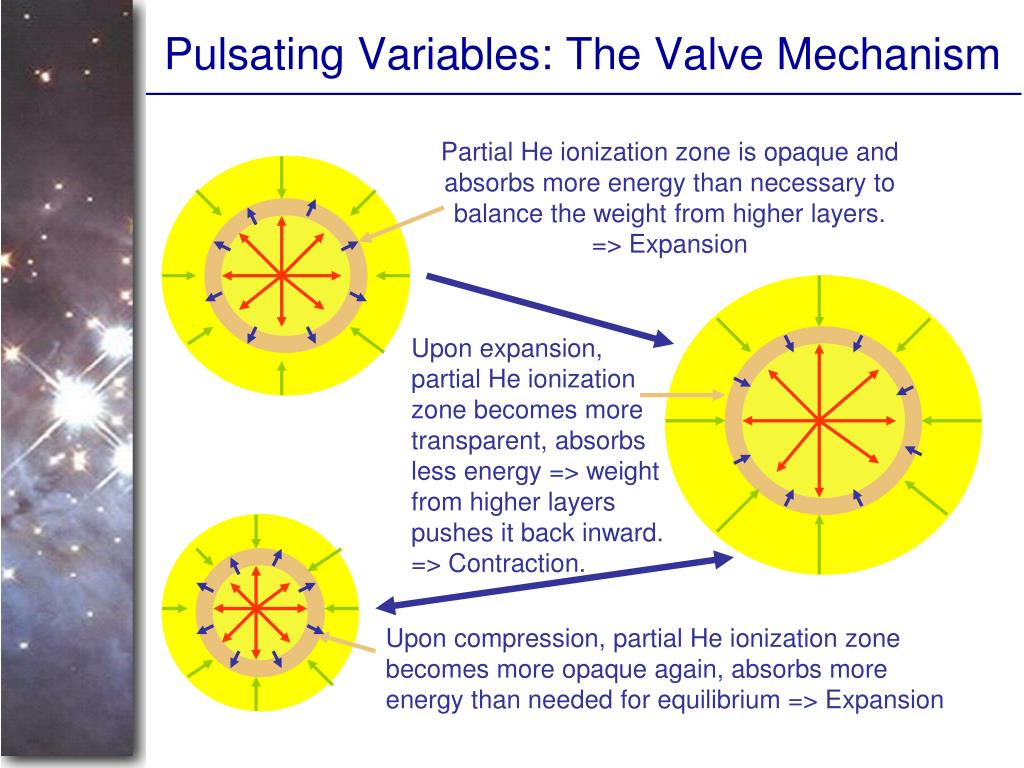 Pulsating Variables: The Valve Mechanism
Partial He ionization zone is opaque and
absorbs more energy than necessary to
balance the weight from higher layers.
=> Expansion
Upon expansion,
partial He ionization
zone becomes more
transparent, absorbs
less energy => weight
from higher layers
pushes it back inward.
=> Contraction.
Upon compression, partial He ionization zone
becomes more opaque again, absorbs more
energy than needed for equilibrium => Expansion